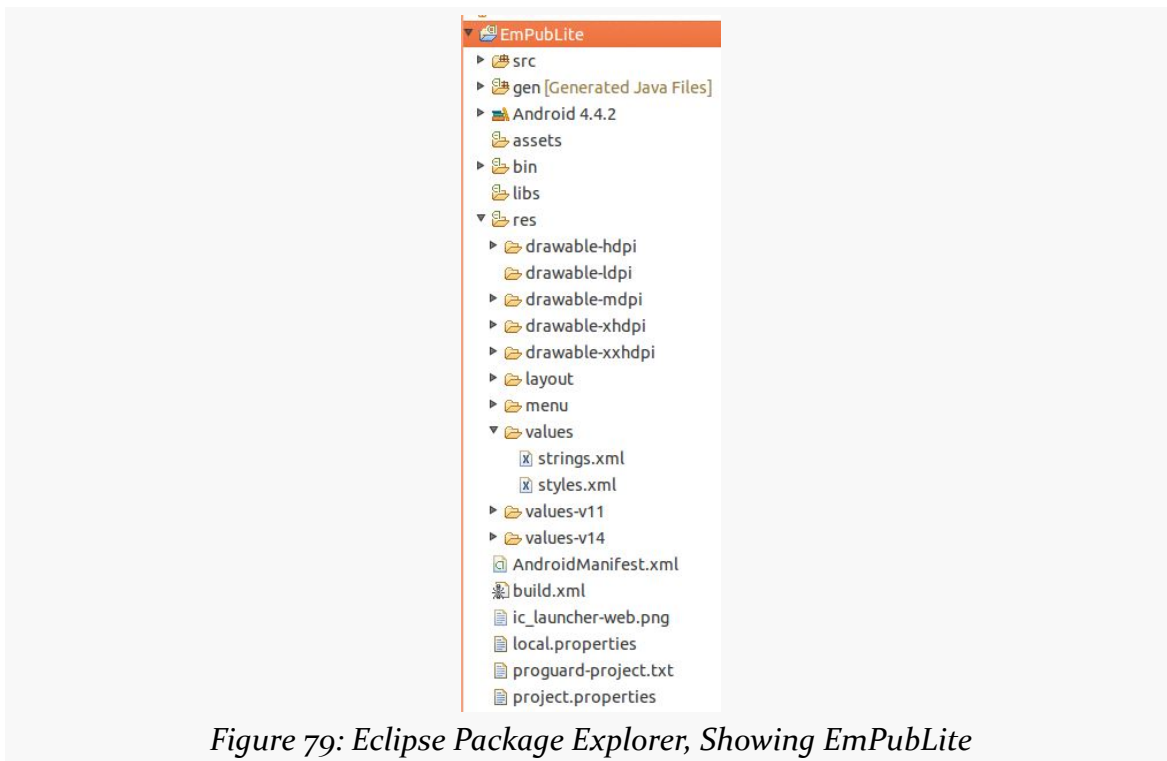 EmPubLite
src
gen [Generated Java Files]
Android 4.4.2
assets
bin
libs
res
drawable-hdpi
drawable-ldpi
drawable-mdpi
drawable-xhdpi
drawable-xxhdpi
layout
menu
values
strings.xml
styles.xml
values-v11
values-v14
AndroidManifest.xml
build.xml
ic_launcher-web.png
local.properties
proguard-project.txt
project.properties
Figure 79: Eclipse Package Explorer, Showing EmPubLite